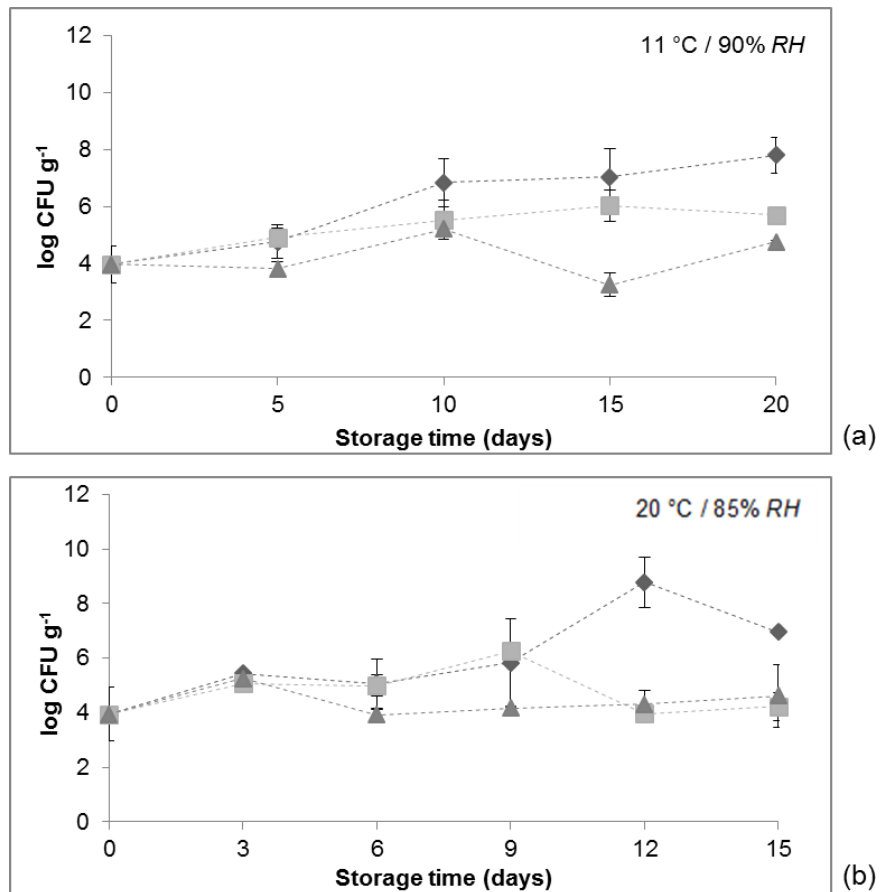 11 °C / 90% RH
log CFU g⁻¹
12
10
8
6
4
2
0
0 5 10 15 20
Storage time (days)
(a)
20 °C / 85% RH
log CFU g⁻¹
12
10
8
6
4
2
0
0 3 6 9 12 15
Storage time (days)
(b)